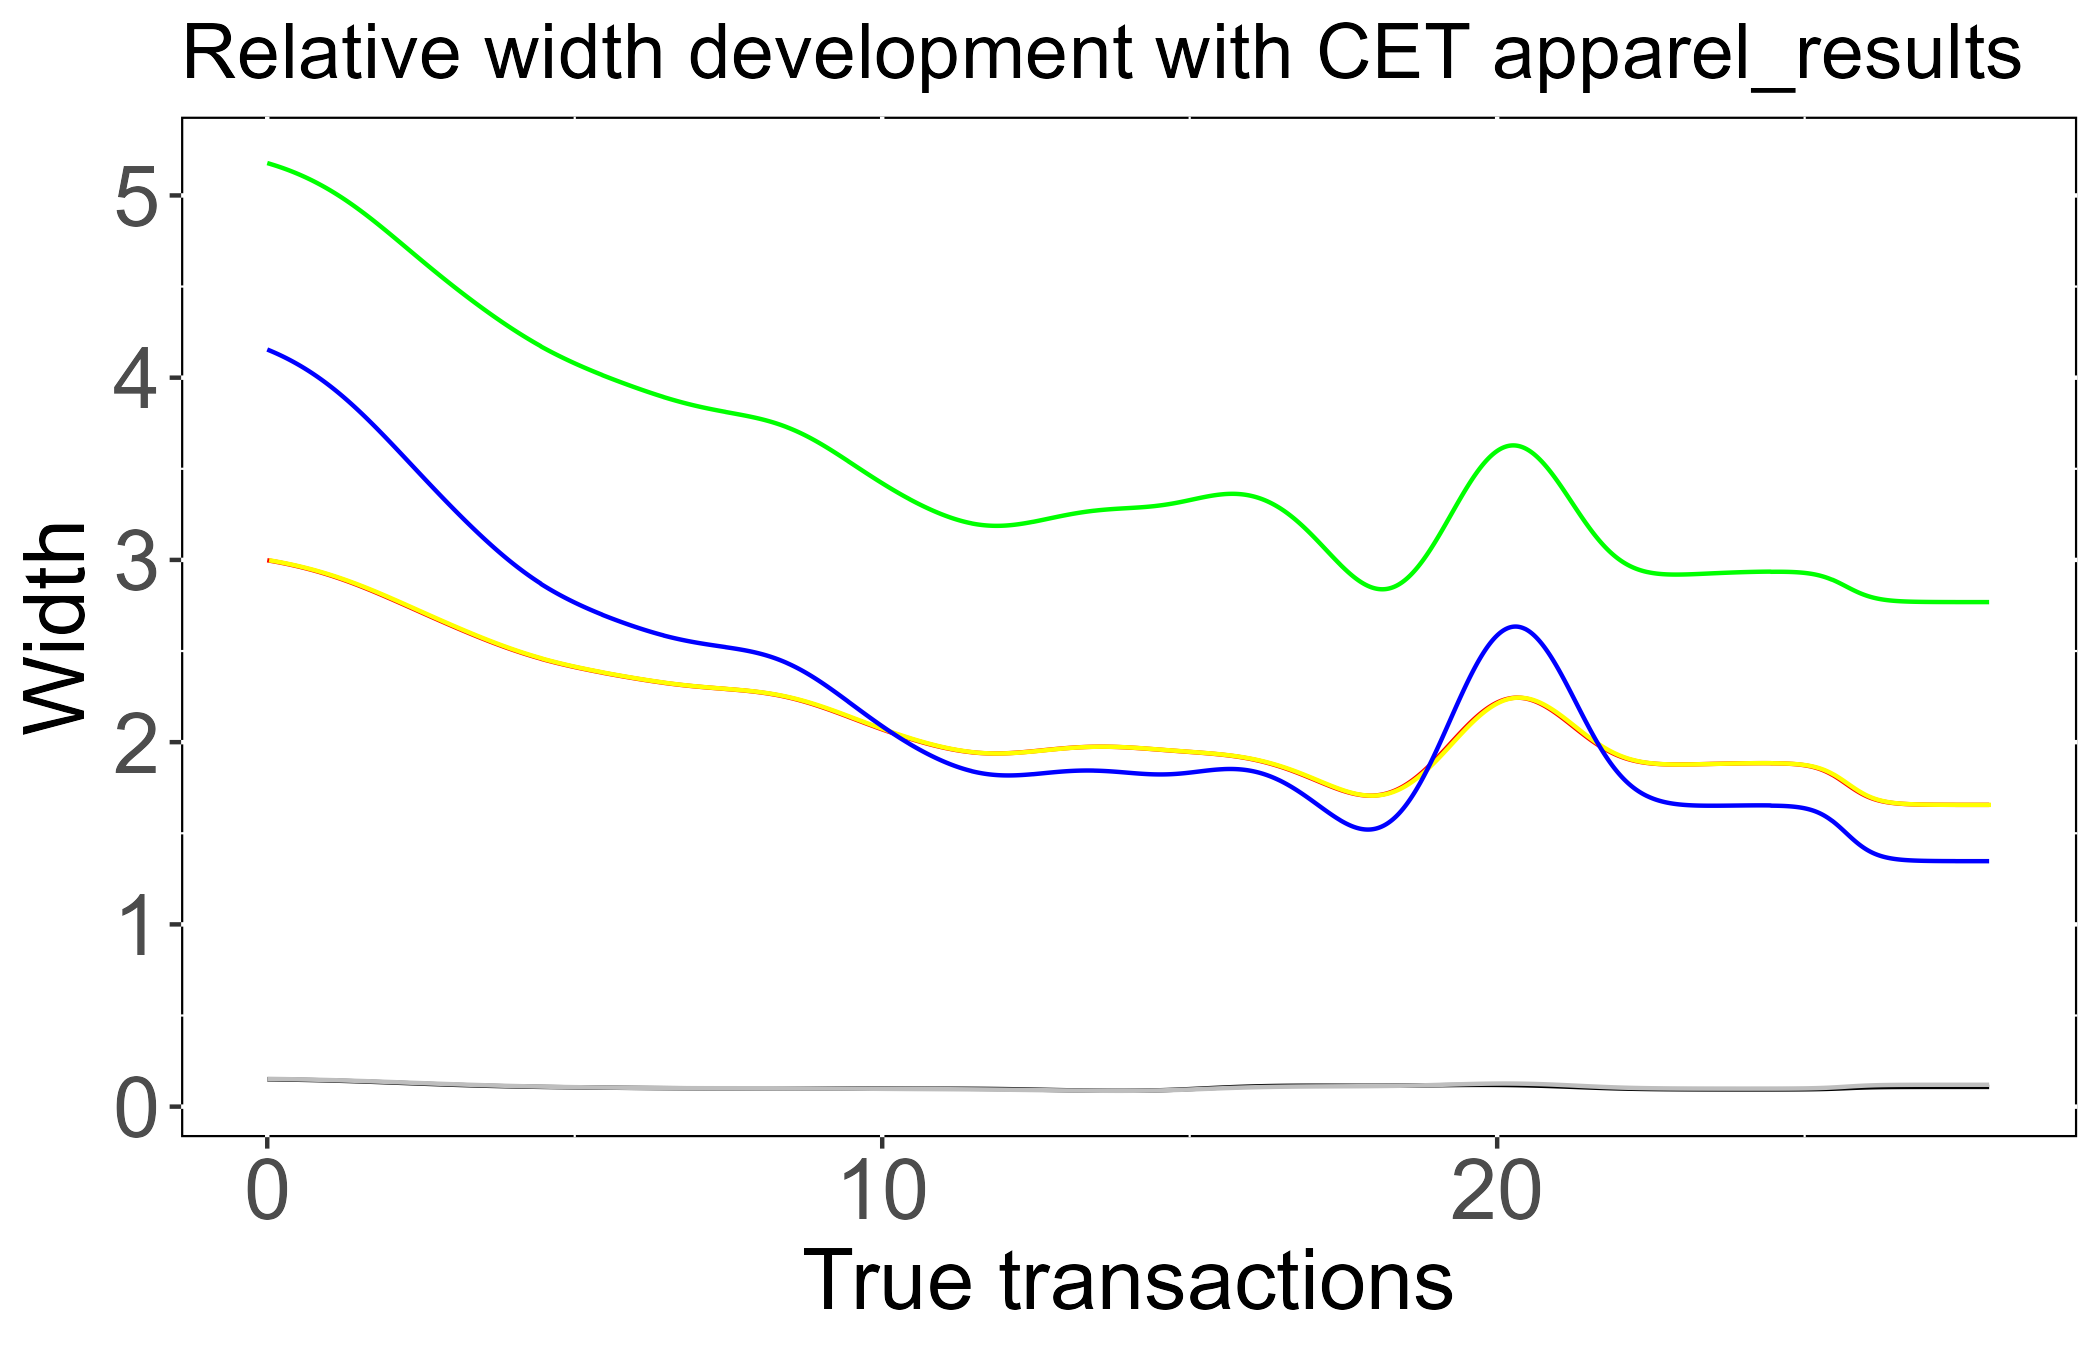 Relative width development with CET apparel_results
5
4
3
2
1
0
Width
0 10 20
True transactions